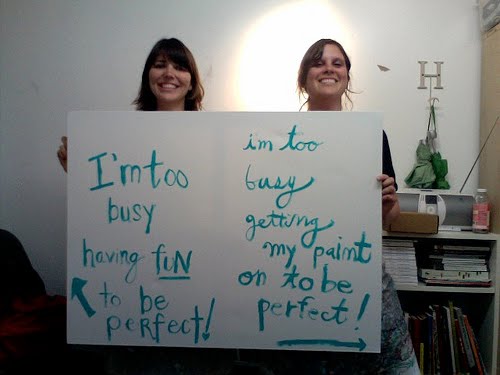 I'm too
busy
having FUN
to be
perfect!
im too
busy
getting
my paint
on to be
perfect!
H